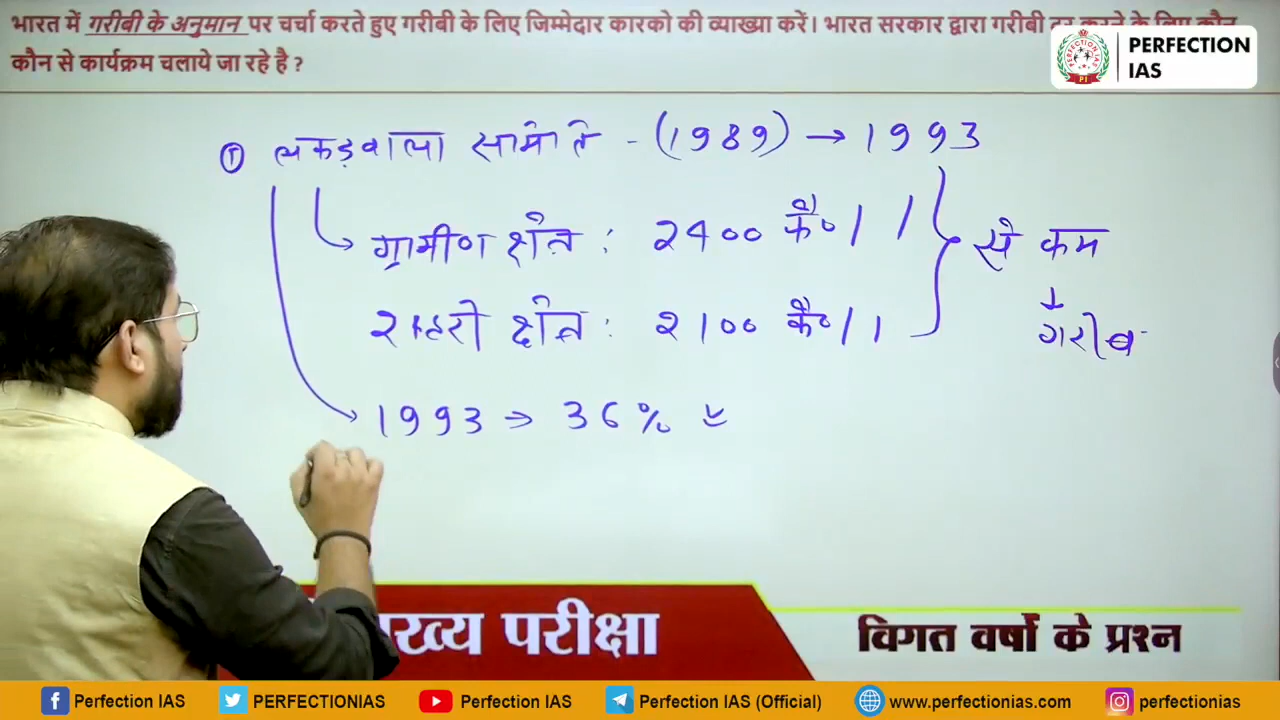 भारत में गरीबी के अनुमान पर चर्चा करते हुए गरीबी के लिए जिम्मेदार कारको की व्याख्या करें। भारत सरकार द्वारा गरीबी दूर करने के लिए कौन
कौन से कार्यक्रम चलाये जा रहे है ?
PERFECTION
IAS
① लकड़वाला समिति - (1989) → 1993
ग्रामीण क्षेत्र : 2400 कै०/ /
से कम
शहरी क्षेत्र : 2100 कै०/ /
↓
गरीब
1993 → 36%
ख्य परीक्षा
विगत वर्षो के प्रश्न
Perfection IAS PERFECTIONIAS Perfection IAS Perfection IAS (Official) www.perfectionias.com perfectionias